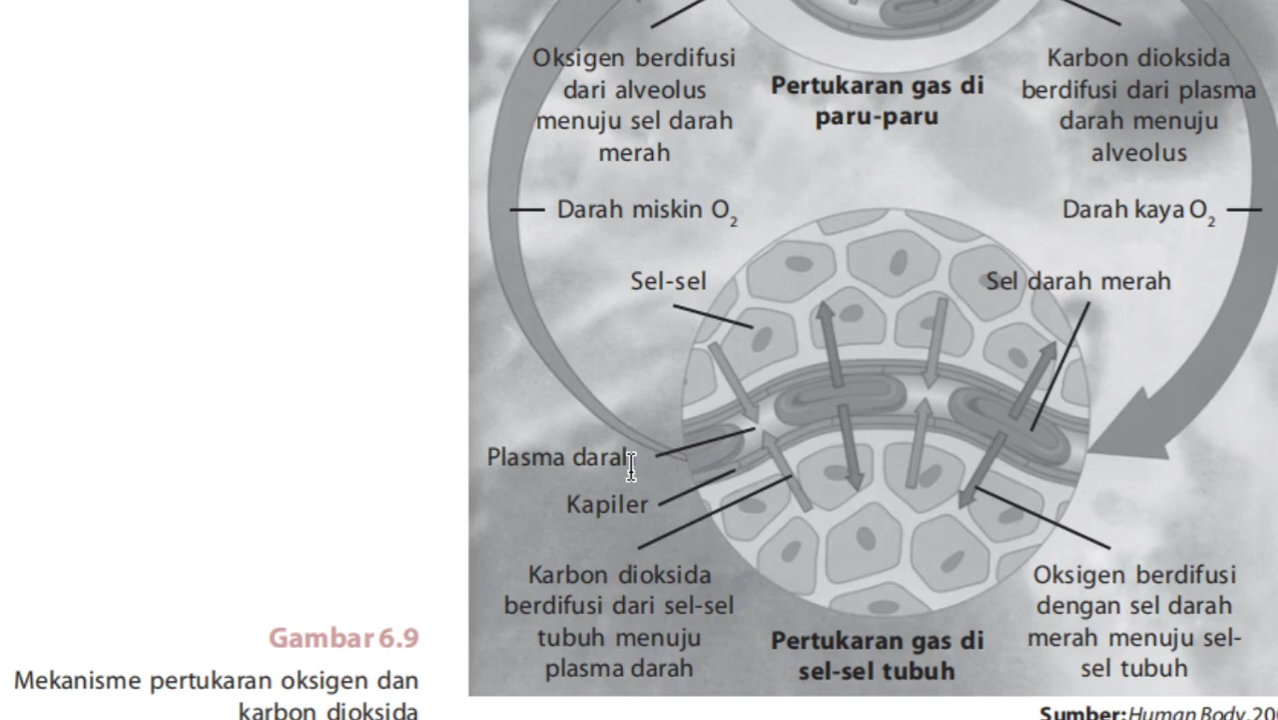 Oksigen berdifusi
dari alveolus
menuju sel darah
merah
Pertukaran gas di
paru-paru
Karbon dioksida
berdifusi dari plasma
darah menuju
alveolus
Darah miskin O₂
Darah kaya O₂
Sel-sel
Sel darah merah
Plasma darah
Kapiler
Karbon dioksida
berdifusi dari sel-sel
tubuh menuju
plasma darah
Pertukaran gas di
sel-sel tubuh
Oksigen berdifusi
dengan sel darah
merah menuju sel-
sel tubuh
Gambar 6.9
Mekanisme pertukaran oksigen dan
karbon dioksida
Sumber: Human Body,